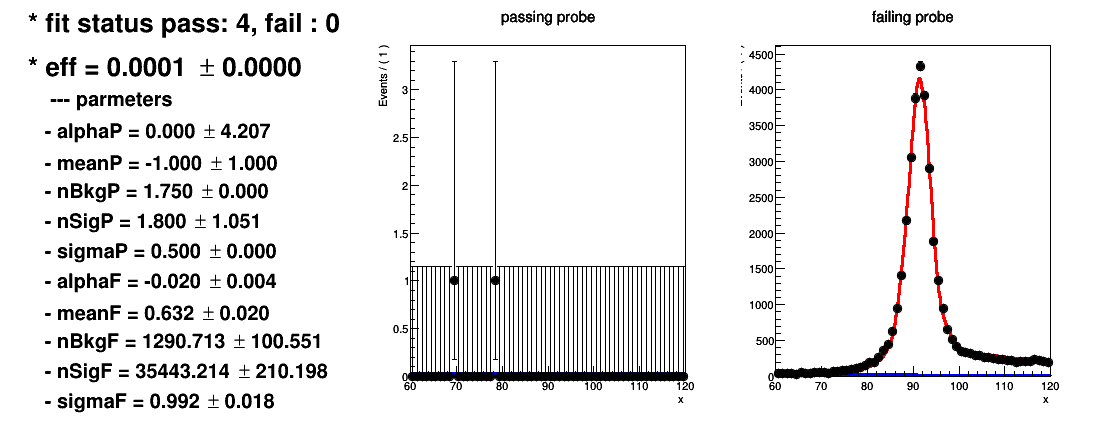 * fit status pass: 4, fail : 0
* eff = 0.0001 ± 0.0000
--- parmeters
- alphaP = 0.000 ± 4.207
- meanP = -1.000 ± 1.000
- nBkgP = 1.750 ± 0.000
- nSigP = 1.800 ± 1.051
- sigmaP = 0.500 ± 0.000
- alphaF = -0.020 ± 0.004
- meanF = 0.632 ± 0.020
- nBkgF = 1290.713 ± 100.551
- nSigF = 35443.214 ± 210.198
- sigmaF = 0.992 ± 0.018
passing probe
Events / ( 1 )
3
2.5
2
1.5
1
0.5
0
60 70 80 90 100 110 120
x
failing probe
4500
4000
3500
3000
2500
2000
1500
1000
500
0
60 70 80 90 100 110 120
x